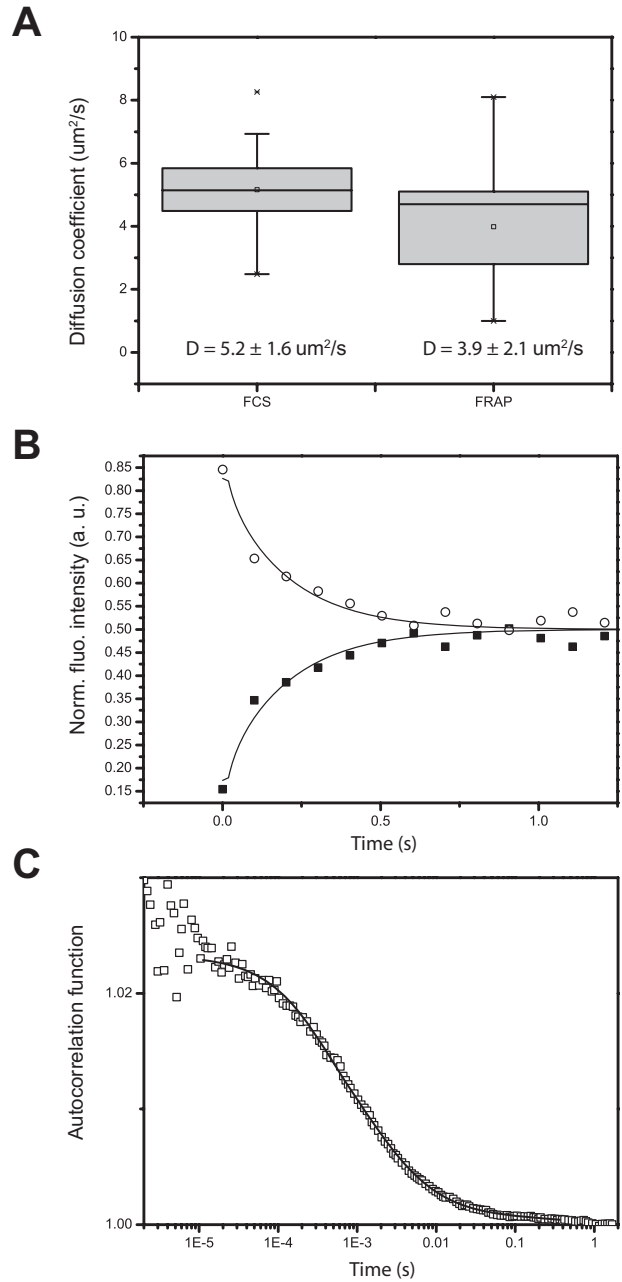 A
10
8
6
4
2
0
Diffusion coefficient (um²/s)
D = 5.2 ± 1.6 um²/s
D = 3.9 ± 2.1 um²/s
FCS
FRAP
B
0.85
0.80
0.75
0.70
0.65
0.60
0.55
0.50
0.45
0.40
0.35
0.30
0.25
0.20
0.15
Norm. fluo. intensity (a. u.)
0.0
0.5
1.0
Time (s)
C
1.02
1.00
Autocorrelation function
1E-5
1E-4
1E-3
0.01
0.1
1
Time (s)